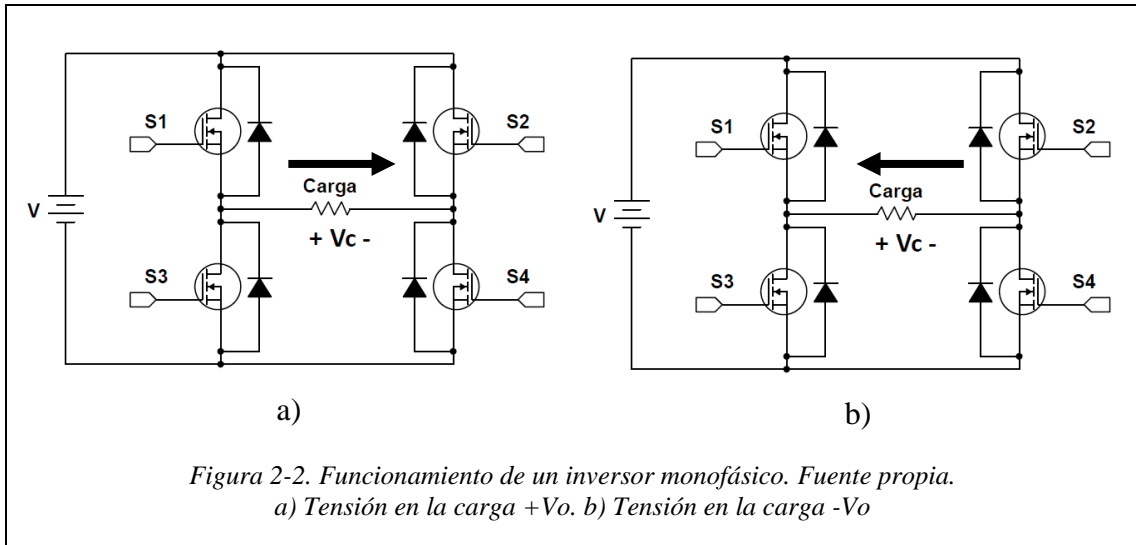 S1
S2
Carga
V
+ Vc -
S3
S4
a)
S1
S2
Carga
V
+ Vc -
S3
S4
b)
Figura 2-2. Funcionamiento de un inversor monofásico. Fuente propia.
a) Tensión en la carga +Vo. b) Tensión en la carga -Vo